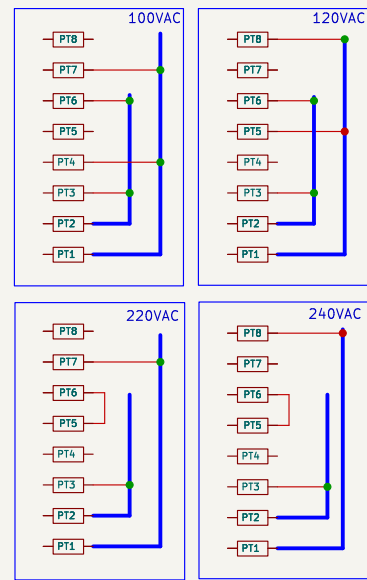 100VAC
PT8
PT7
PT6
PT5
PT4
PT3
PT2
PT1
120VAC
PT8
PT7
PT6
PT5
PT4
PT3
PT2
PT1
220VAC
PT8
PT7
PT6
PT5
PT4
PT3
PT2
PT1
240VAC
PT8
PT7
PT6
PT5
PT4
PT3
PT2
PT1